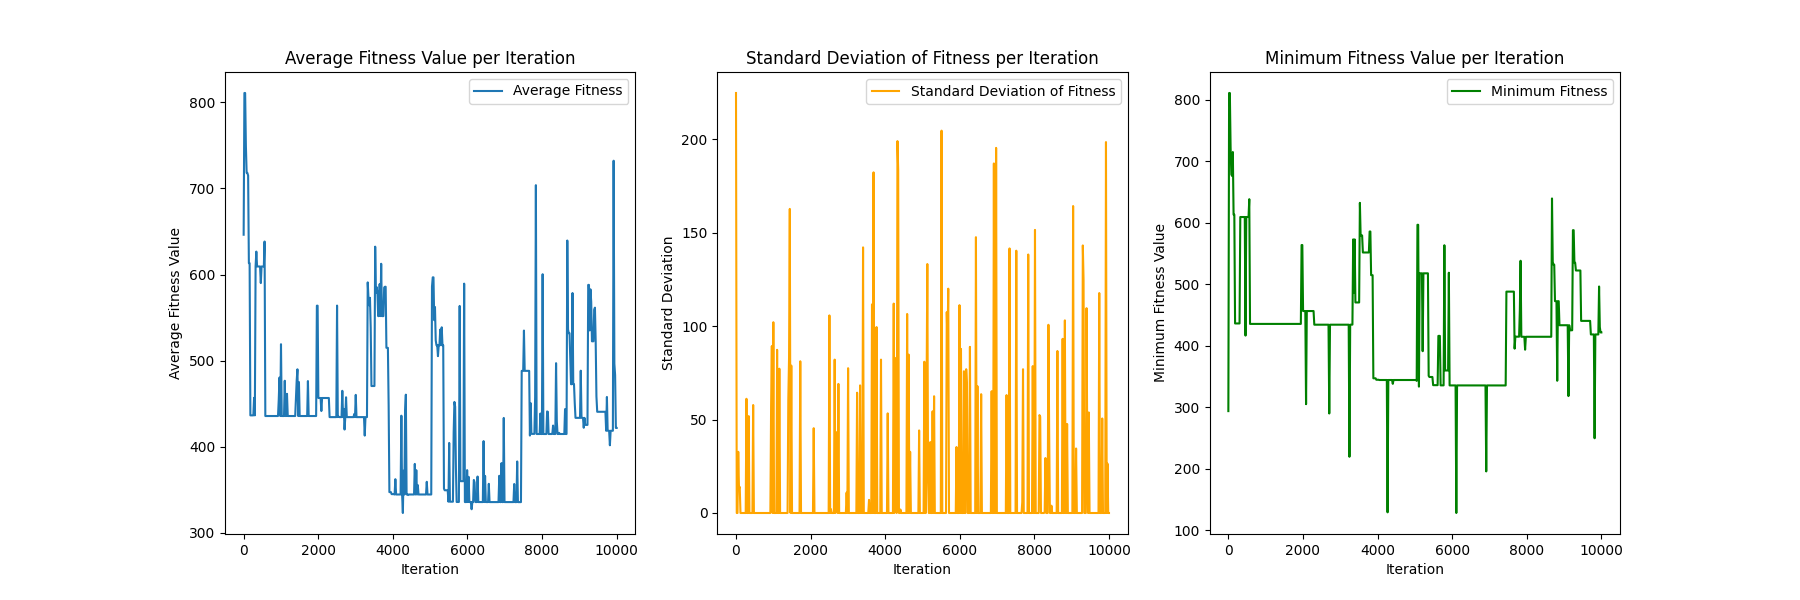 Average Fitness Value per Iteration
Average Fitness
Average Fitness Value
800
700
600
500
400
300
0 2000 4000 6000 8000 10000
Iteration
Standard Deviation of Fitness per Iteration
Standard Deviation of Fitness
Standard Deviation
200
150
100
50
0
0 2000 4000 6000 8000 10000
Iteration
Minimum Fitness Value per Iteration
Minimum Fitness
Minimum Fitness Value
800
700
600
500
400
300
200
100
0 2000 4000 6000 8000 10000
Iteration